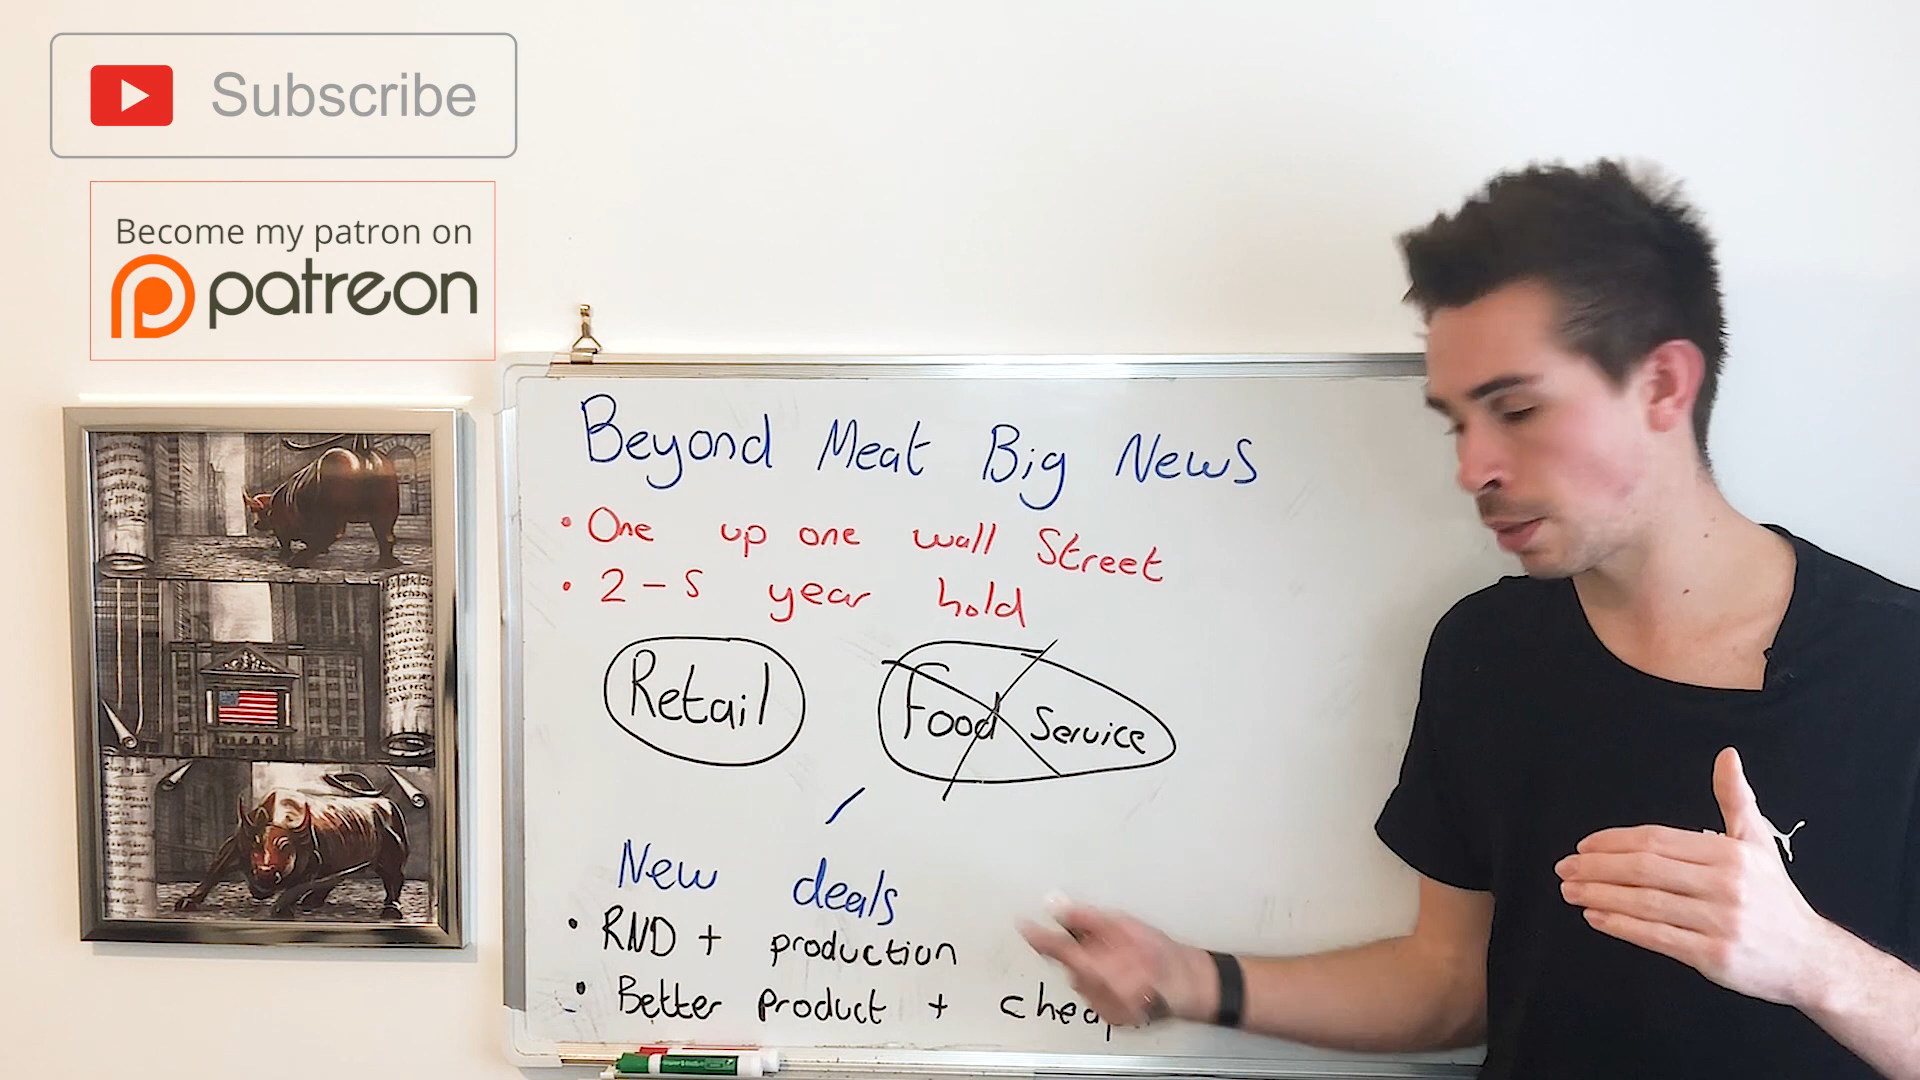 Subscribe
Become my patron on
patreon
Beyond Meat Big News
• One up one wall Street
• 2-5 year hold
Retail
Food Service
New deals
• RND + production
• Better product + cheap